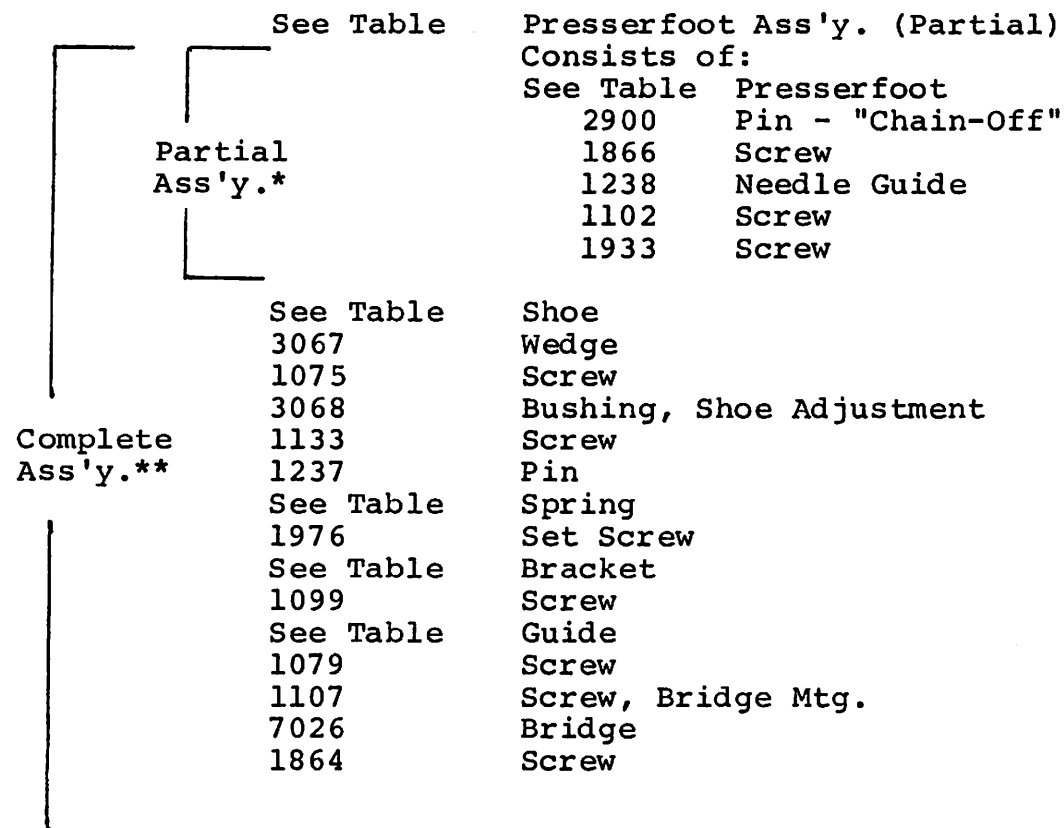 See Table Presserfoot Ass'y. (Partial)
Consists of:
See Table Presserfoot
2900 Pin - "Chain-Off"
Partial 1866 Screw
Ass'y.* 1238 Needle Guide
1102 Screw
1933 Screw
See Table Shoe
3067 Wedge
1075 Screw
3068 Bushing, Shoe Adjustment
Complete 1133 Screw
Ass'y.** 1237 Pin
See Table Spring
1976 Set Screw
See Table Bracket
1099 Screw
See Table Guide
1079 Screw
1107 Screw, Bridge Mtg.
7026 Bridge
1864 Screw